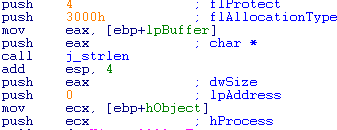 push 4 ; flProtect
push 3000h ; flAllocationType
mov eax, [ebp+lpBuffer]
push eax ; char *
call j_strlen
add esp, 4
push eax ; dwSize
push 0 ; lpAddress
mov ecx, [ebp+hObject]
push ecx ; hProcess